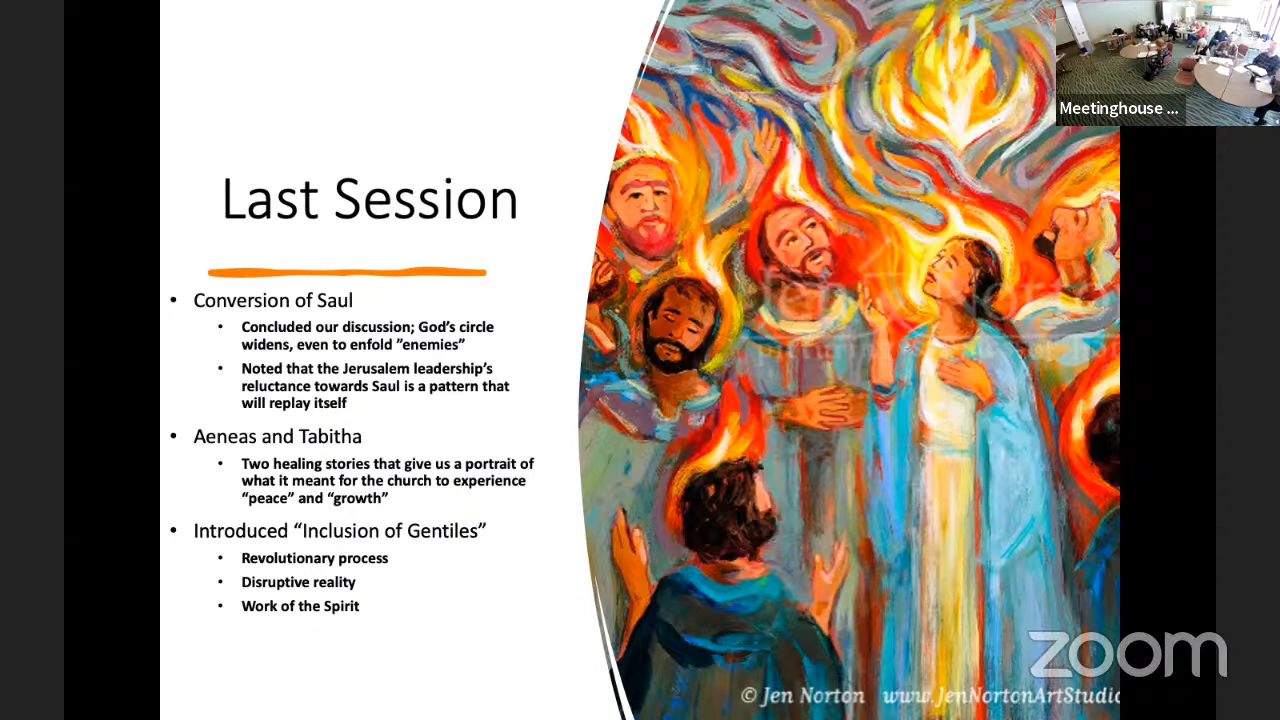 Last Session
• Conversion of Saul
• Concluded our discussion; God's circle
widens, even to enfold ”enemies”
• Noted that the Jerusalem leadership's
reluctance towards Saul is a pattern that
will replay itself
• Aeneas and Tabitha
• Two healing stories that give us a portrait of
what it meant for the church to experience
“peace” and “growth”
• Introduced “Inclusion of Gentiles”
• Revolutionary process
• Disruptive reality
• Work of the Spirit
Meetinghouse ...
zoom
© Jen Norton www.JenNortonArtStudio